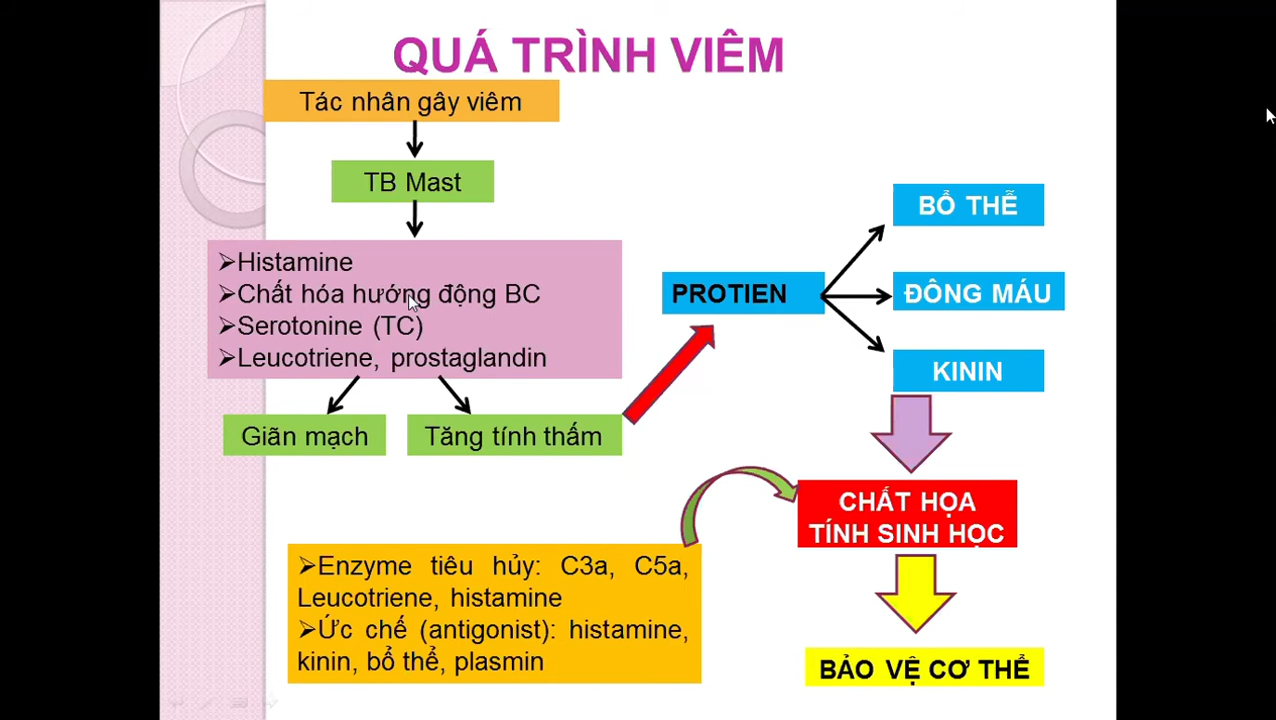 QUÁ TRÌNH VIÊM
Tác nhân gây viêm
TB Mast
➢Histamine
➢Chất hóa hướng động BC
➢Serotonine (TC)
➢Leucotriene, prostaglandin
Giãn mạch
Tăng tính thấm
PROTIEN
BỔ THỄ
ĐÔNG MÁU
KININ
CHẤT HỌA
TÍNH SINH HỌC
➢Enzyme tiêu hủy: C3a, C5a,
Leucotriene, histamine
➢Ức chế (antigonist): histamine,
kinin, bổ thể, plasmin
BẢO VỆ CƠ THỂ